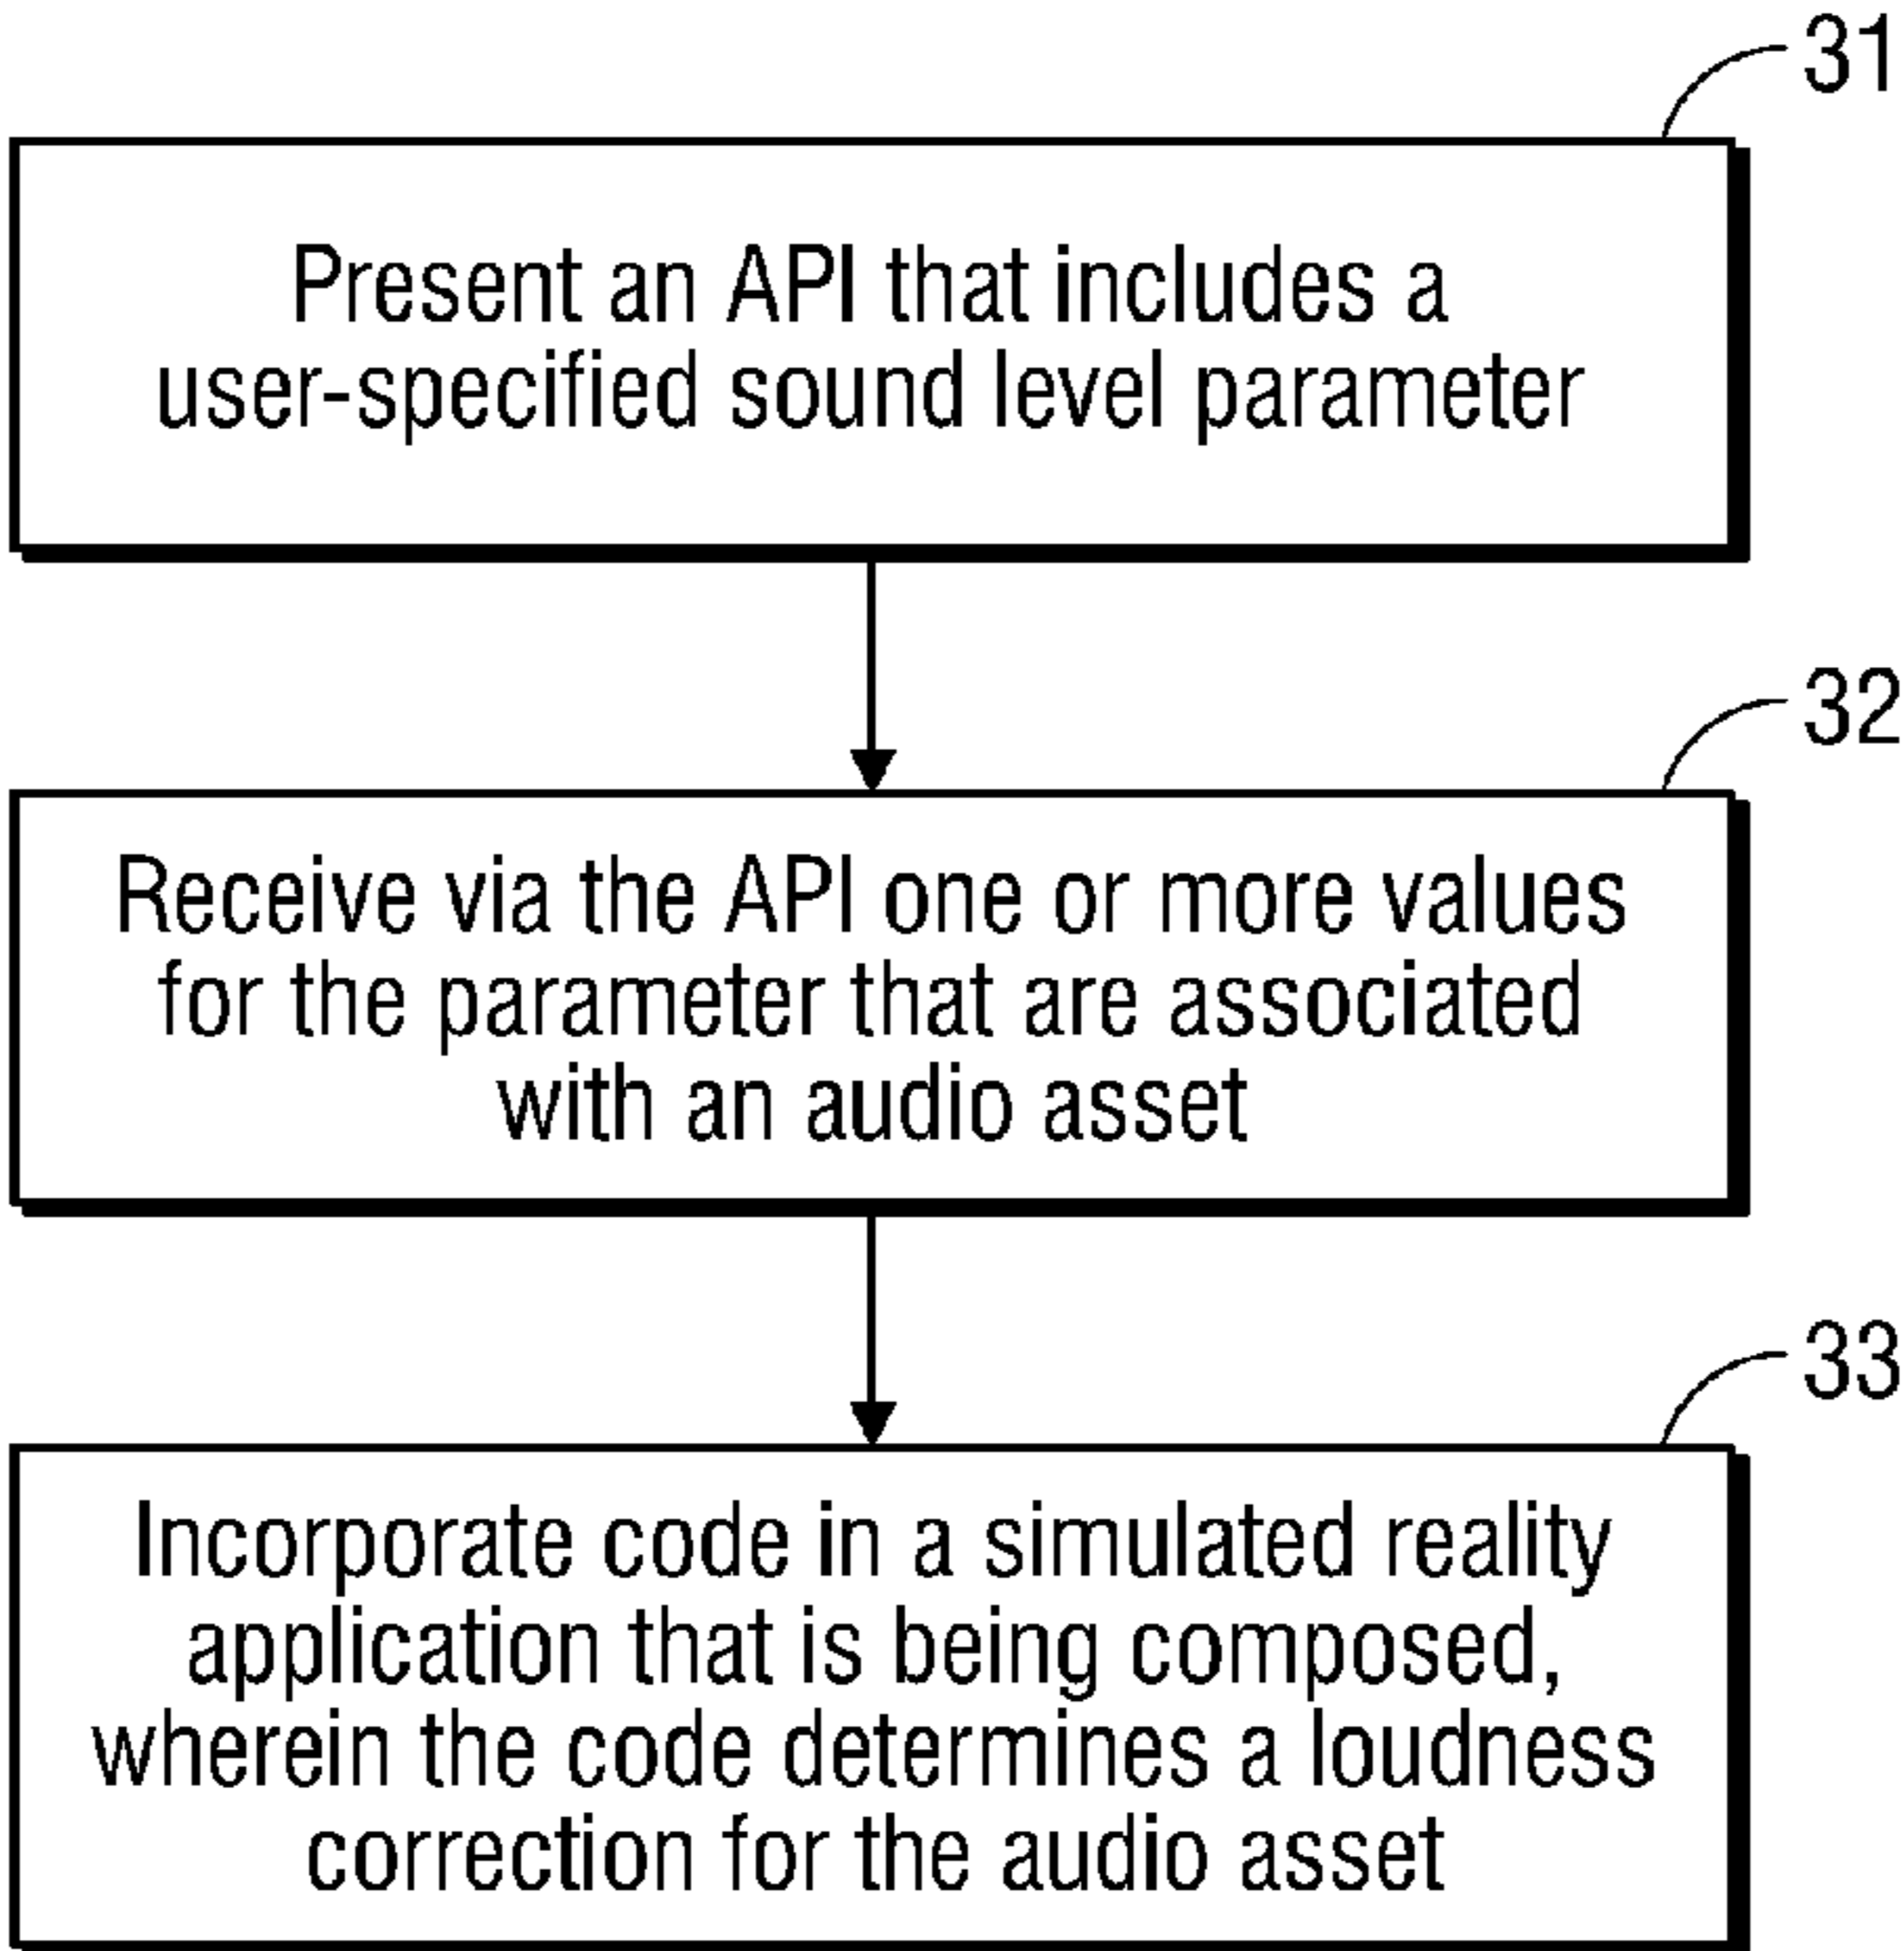 31
Present an API that includes a
user-specified sound level parameter
32
Receive via the API one or more values
for the parameter that are associated
with an audio asset
33
Incorporate code in a simulated reality
application that is being composed,
wherein the code determines a loudness
correction for the audio asset